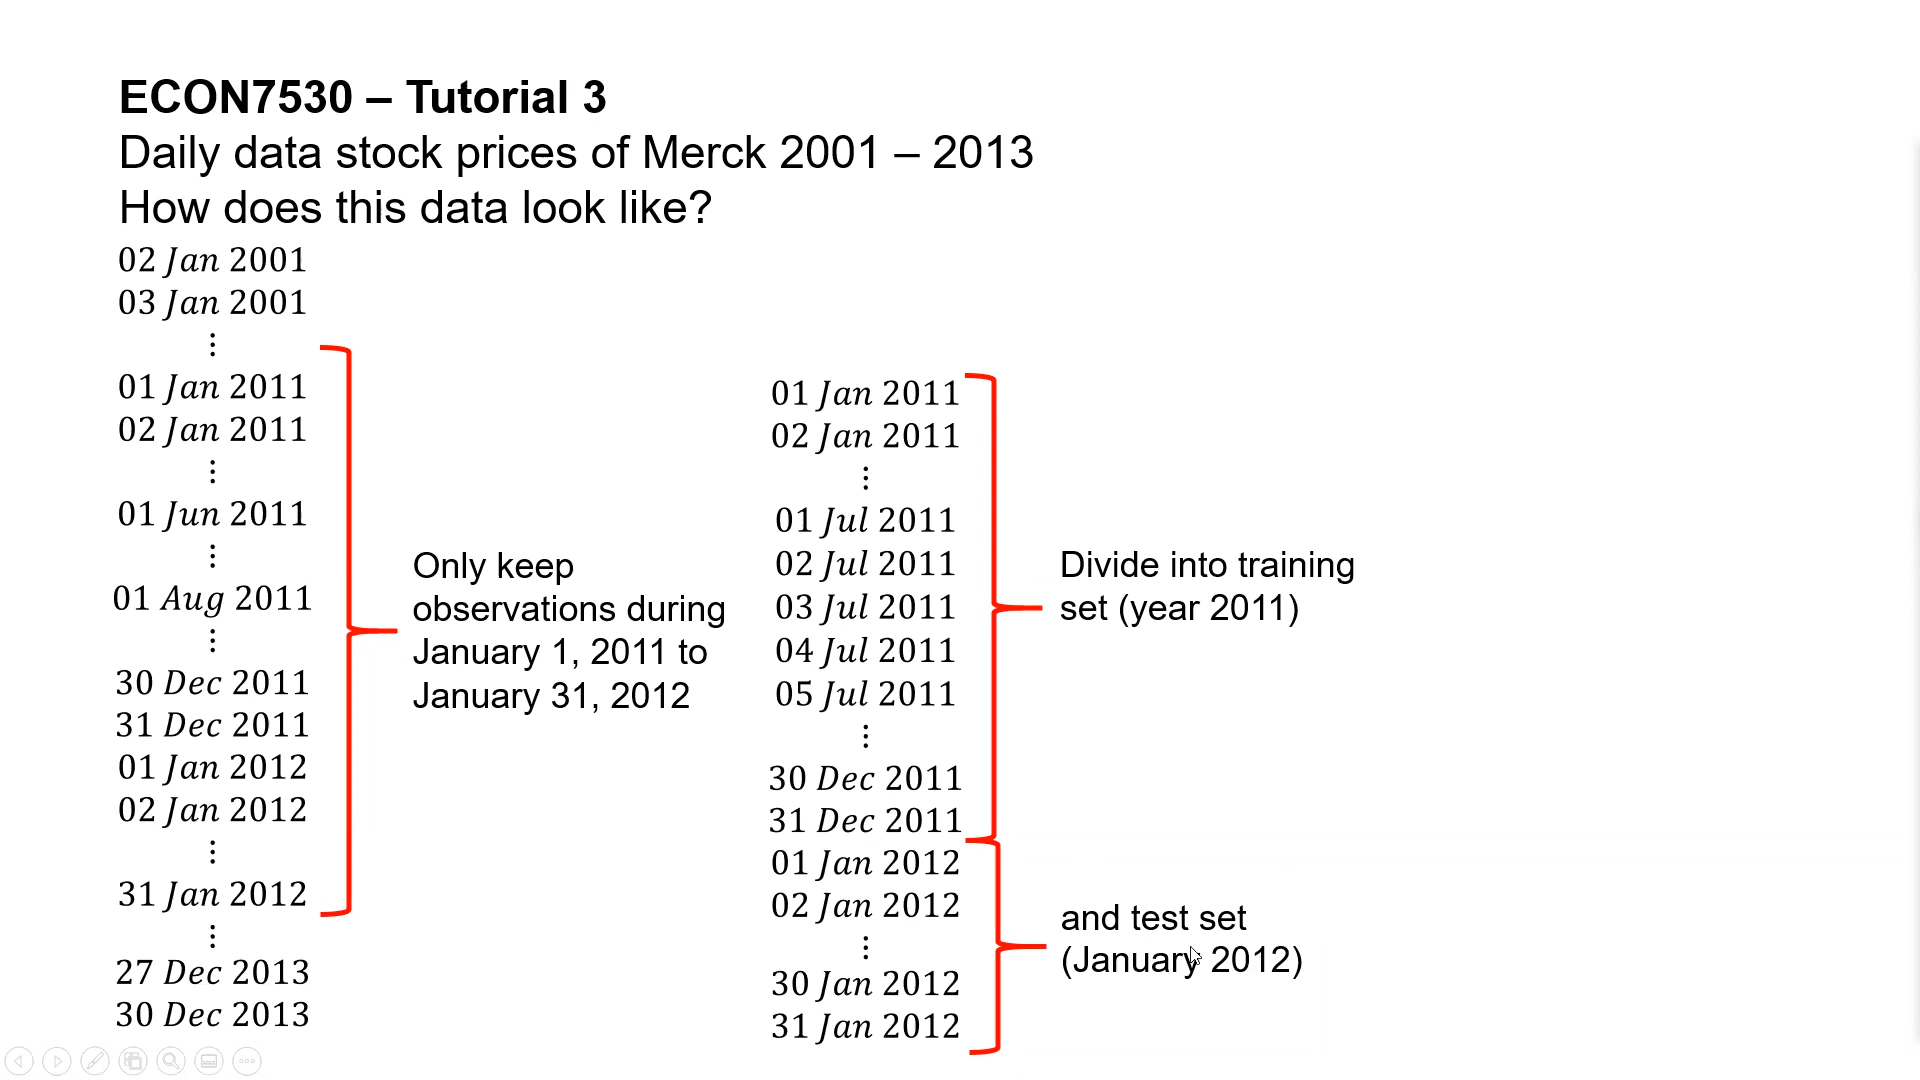 ECON7530 – Tutorial 3
Daily data stock prices of Merck 2001 – 2013
How does this data look like?
02 Jan 2001
03 Jan 2001
⋮
01 Jan 2011
02 Jan 2011
⋮
01 Jun 2011
⋮
01 Aug 2011
⋮
30 Dec 2011
31 Dec 2011
01 Jan 2012
02 Jan 2012
⋮
31 Jan 2012
⋮
27 Dec 2013
30 Dec 2013
Only keep
observations during
January 1, 2011 to
January 31, 2012
01 Jan 2011
02 Jan 2011
⋮
01 Jul 2011
02 Jul 2011
03 Jul 2011
04 Jul 2011
05 Jul 2011
⋮
30 Dec 2011
31 Dec 2011
01 Jan 2012
02 Jan 2012
⋮
30 Jan 2012
31 Jan 2012
Divide into training
set (year 2011)
and test set
(January 2012)